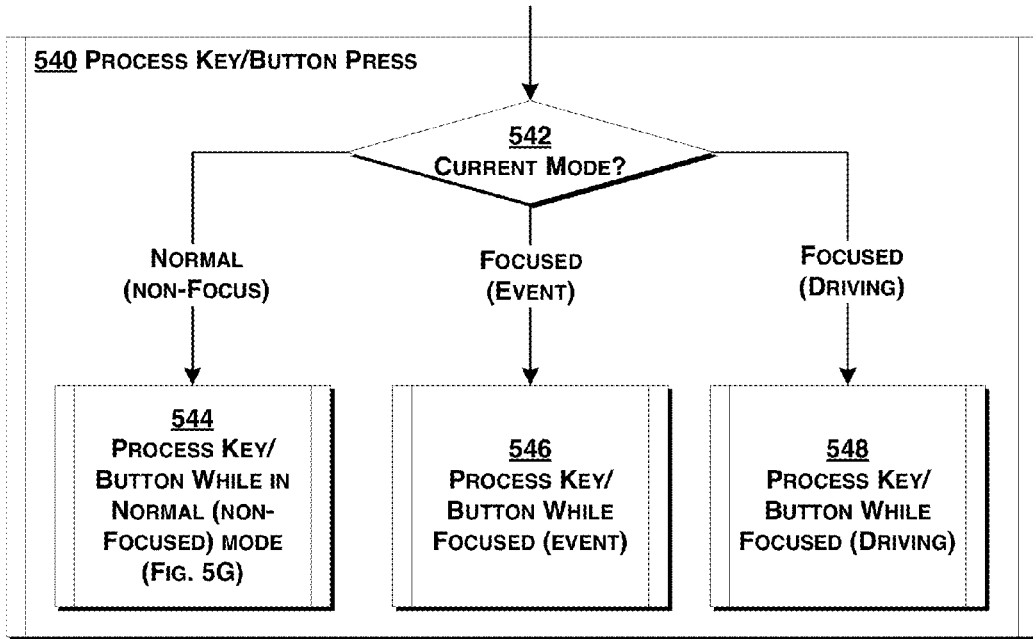 540 PROCESS KEY/BUTTON PRESS
542
CURRENT MODE?
NORMAL
(NON-FOCUS)
FOCUSED
(EVENT)
FOCUSED
(DRIVING)
544
PROCESS KEY/
BUTTON WHILE IN
NORMAL (NON-
FOCUSED) MODE
(FIG. 5G)
546
PROCESS KEY/
BUTTON WHILE
FOCUSED (EVENT)
548
PROCESS KEY/
BUTTON WHILE
FOCUSED (DRIVING)